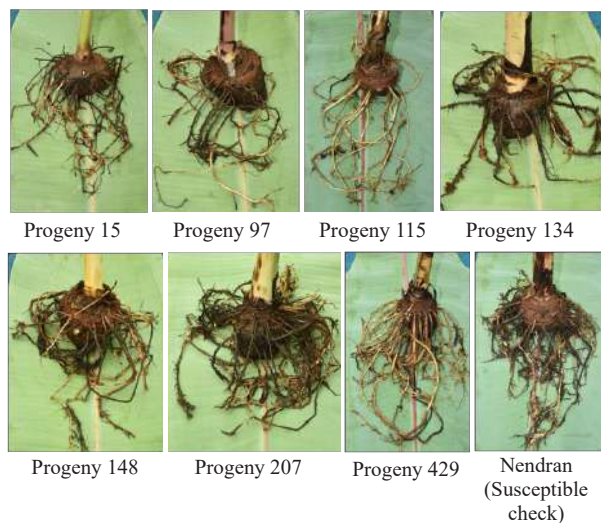 Progeny 15
Progeny 97
Progeny 115
Progeny 134
Progeny 148
Progeny 207
Progeny 429
Nendran
(Susceptible
check)